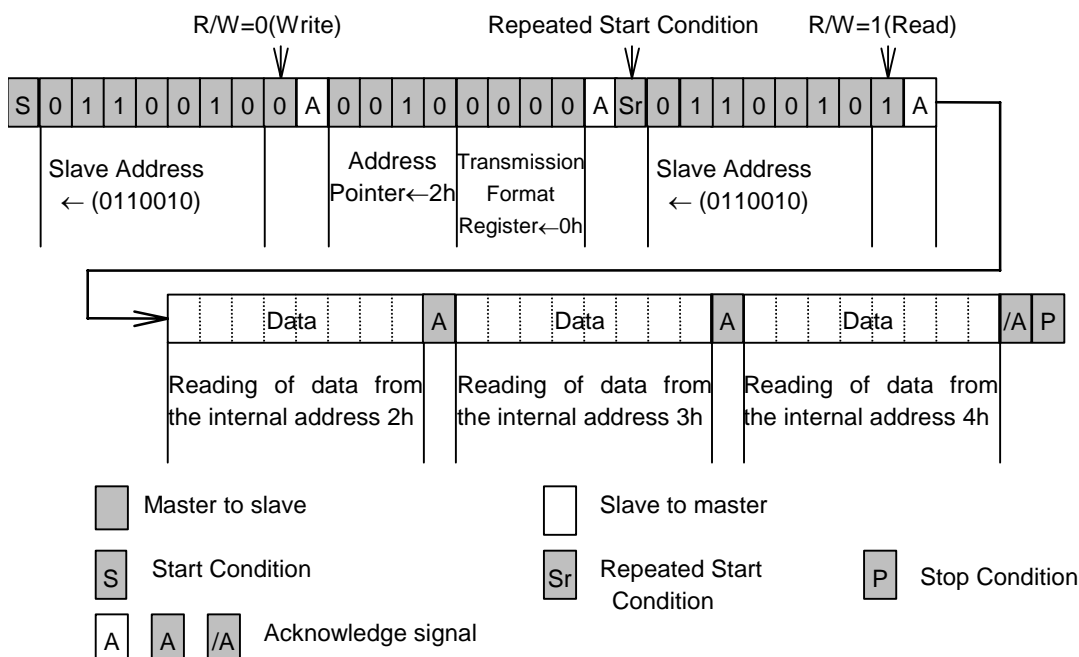 R/W=0(Write) Repeated Start Condition R/W=1(Read)
S 0 1 1 0 0 1 0 0 A 0 0 1 0 0 0 0 0 A Sr 0 1 1 0 0 1 0 1 A
Slave Address
← (0110010)
Address
Pointer←2h
Transmission
Format
Register←0h
Slave Address
← (0110010)
Data A Data A Data /A P
Reading of data from
the internal address 2h
Reading of data from
the internal address 3h
Reading of data from
the internal address 4h
Master to slave Slave to master
S Start Condition
Sr Repeated Start
Condition
P Stop Condition
A A /A Acknowledge signal